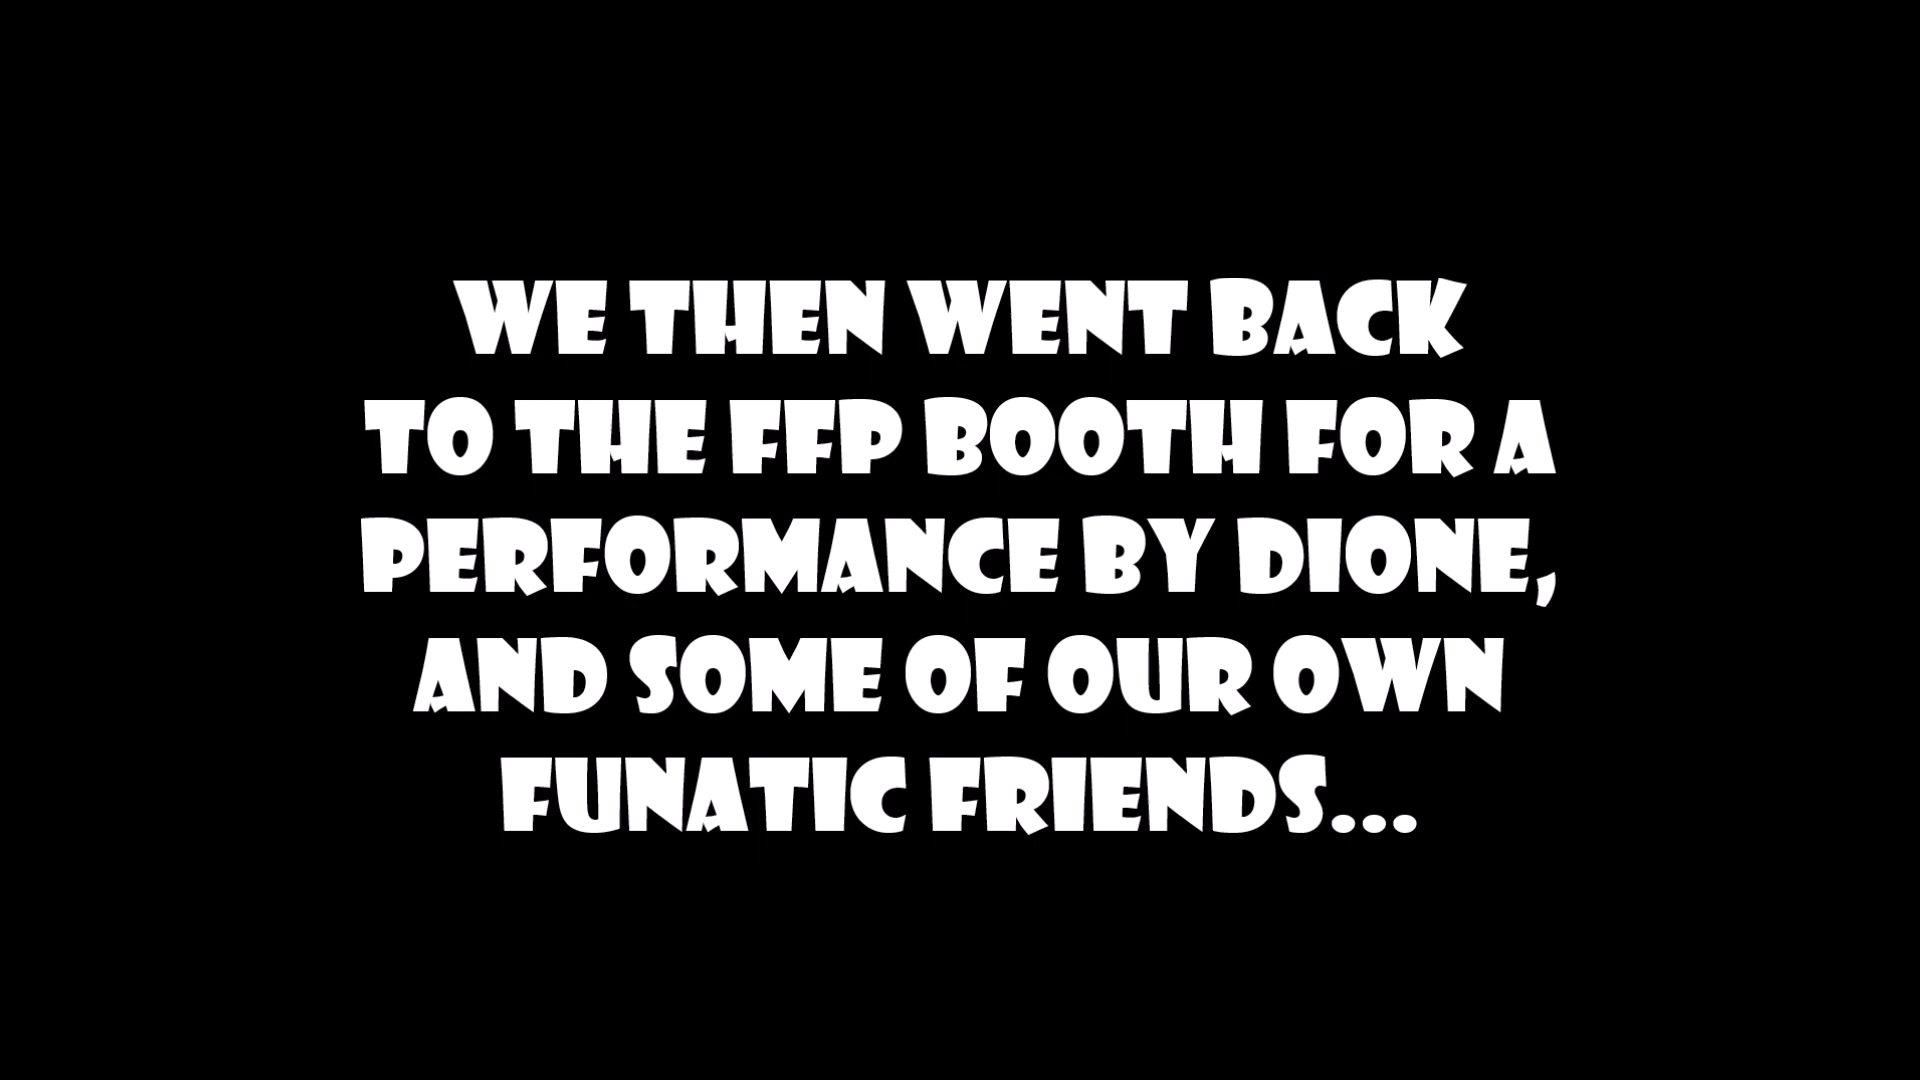 WE THEN WENT BACK
TO THE FFP BOOTH FOR A
PERFORMANCE BY DIONE,
AND SOME OF OUR OWN
FUNATIC FRIENDS...